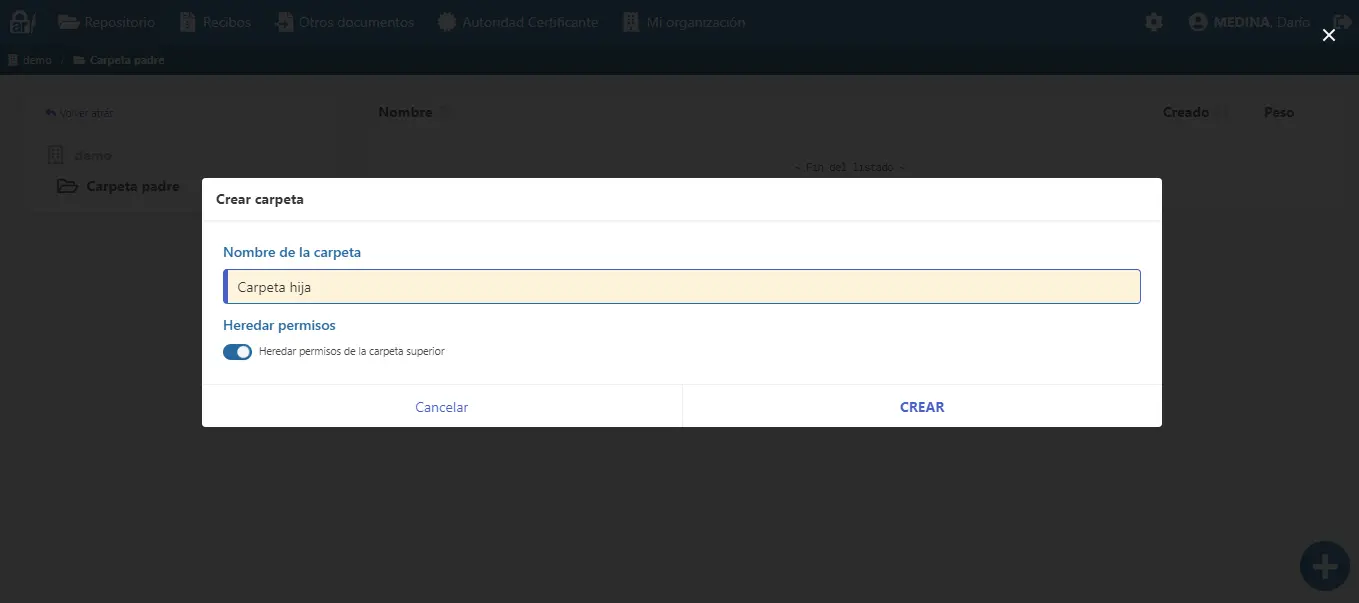 Repositorio Recibos Otros documentos Autoridad Certificante Mi organización MEDINA, Darío
demo / Carpeta padre
Volver atrás
Nombre Creado Peso
demo
- Fin del listado -
Carpeta padre
Crear carpeta
Nombre de la carpeta
Carpeta hija
Heredar permisos
Heredar permisos de la carpeta superior
Cancelar CREAR